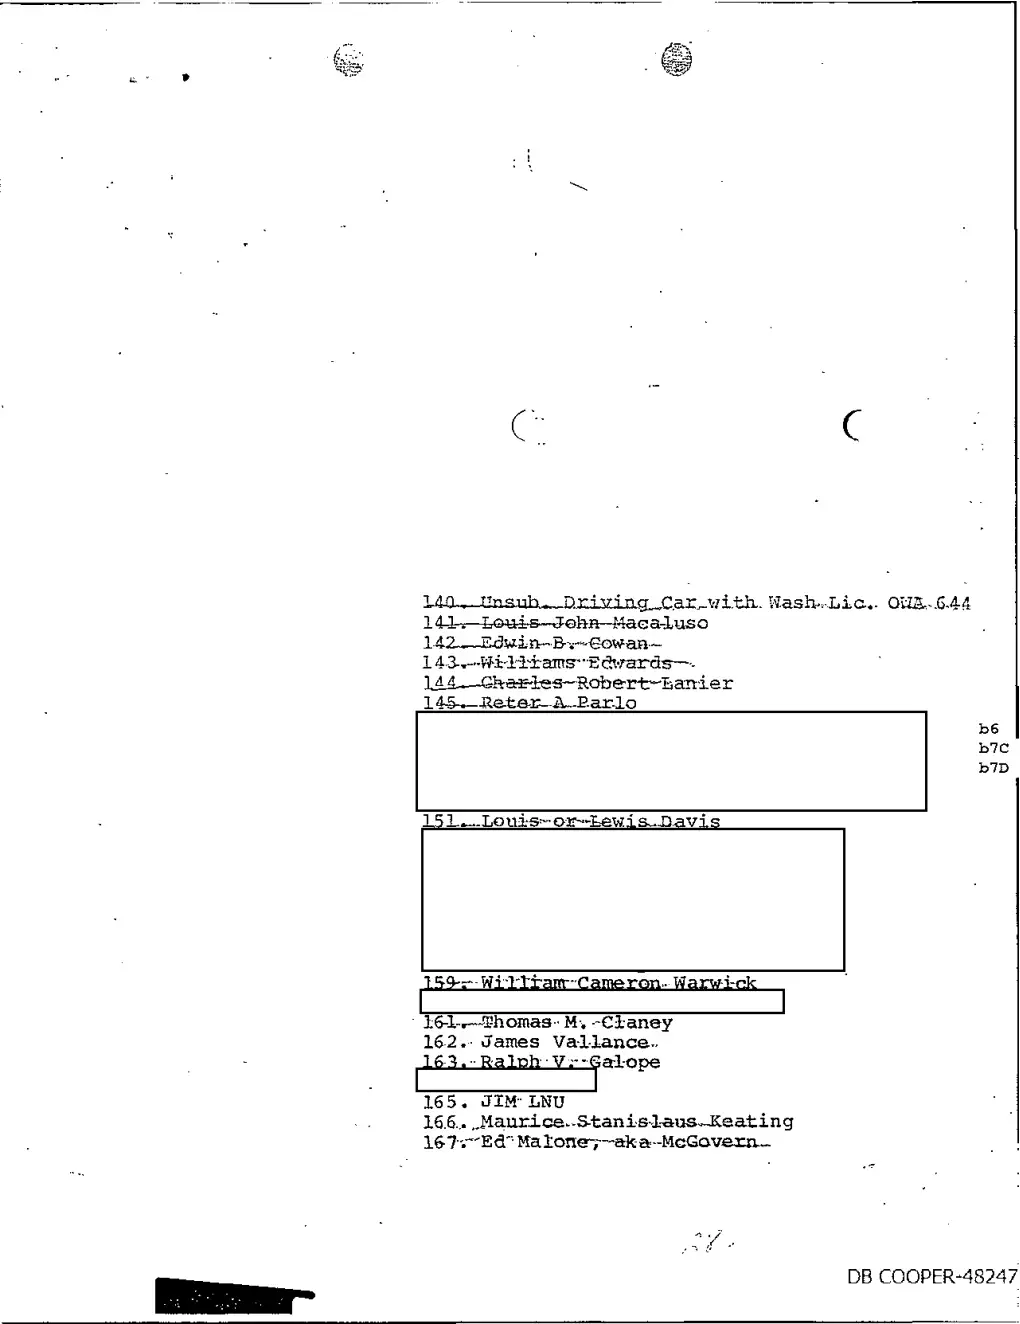 140. Unsub. Driving Car with Wash. Lic. OWA 644
141. Louis John Macaluso
142. Edwin B. Cowan
143. Williams Edwards
144. Charles Robert Lanier
145. Reter A Parlo
b6
b7C
b7D
151. Louis or Lewis Davis
159. William Cameron Warwick
161. Thomas M. Claney
162. James Vallance
163. Ralph V. Galope
165. JIM LNU
166. Maurice Stanislaus Keating
167. Ed Malone, aka McGovern
DB COOPER-48247